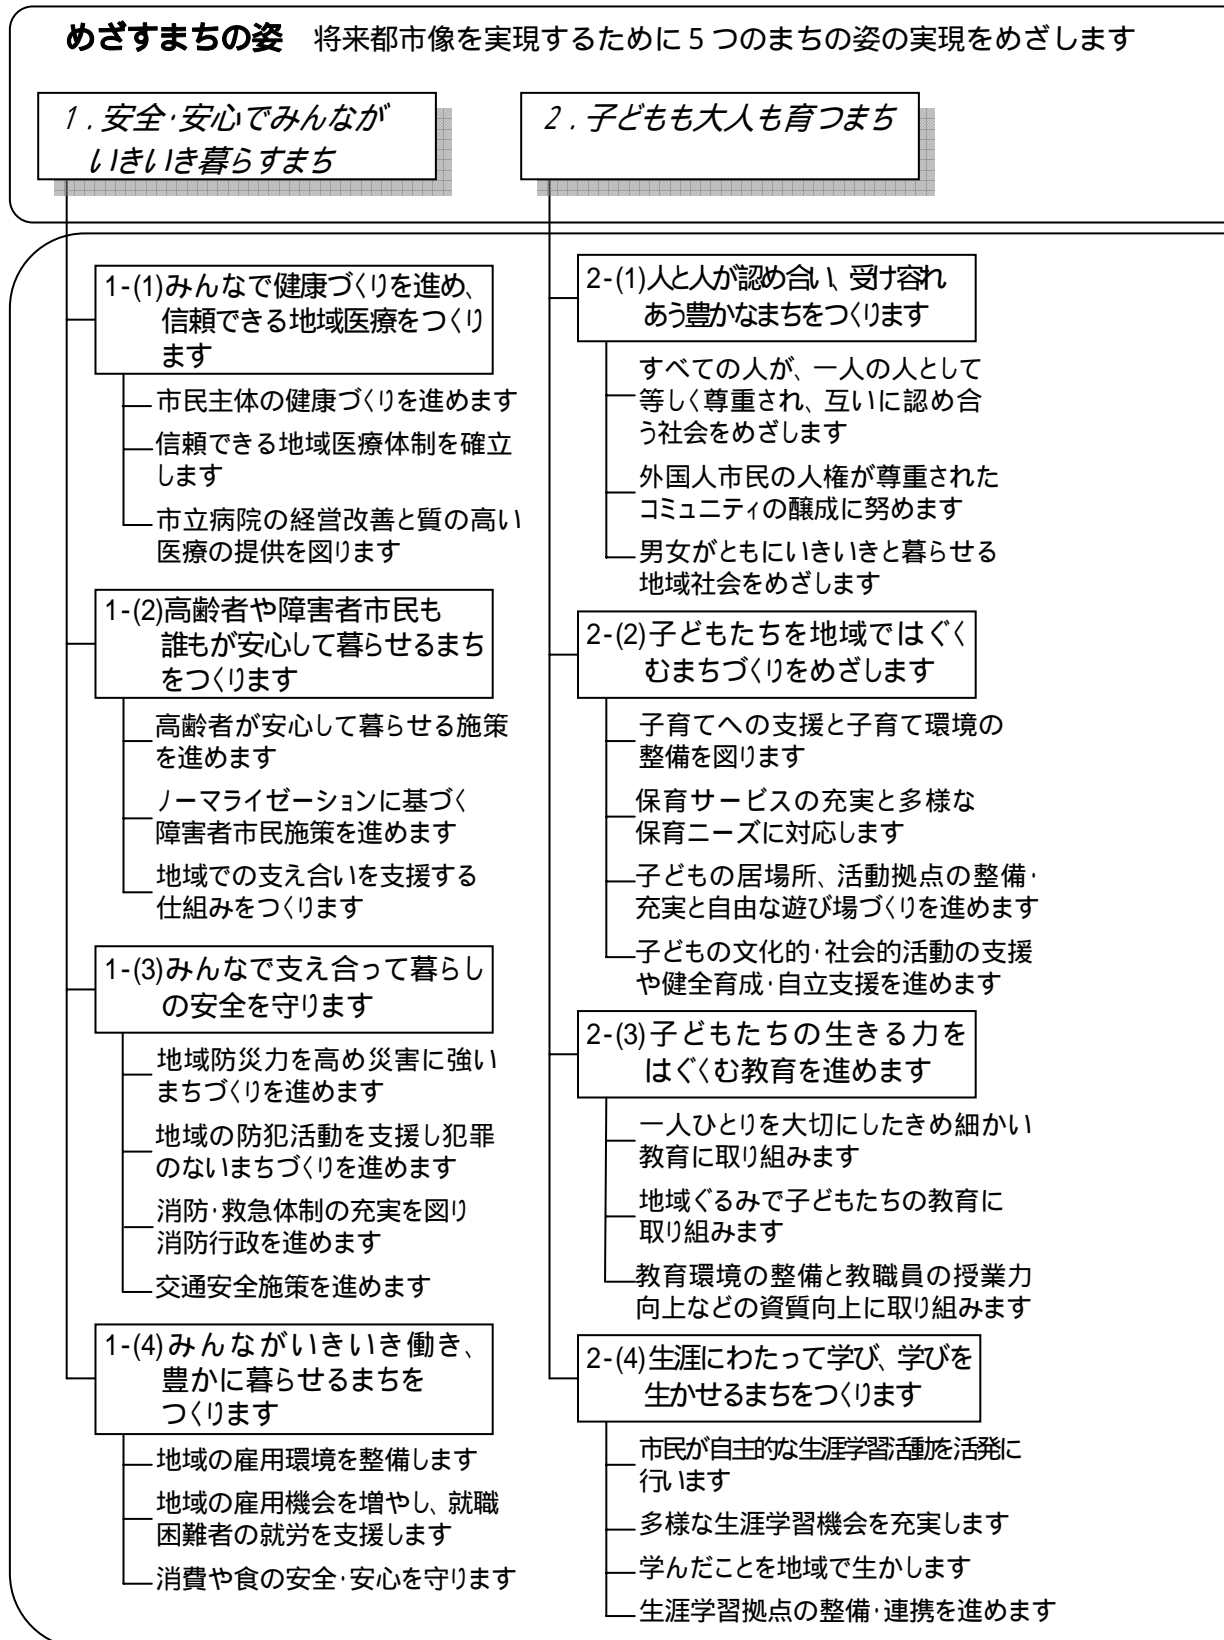 めざすまちの姿　将来都市像を実現するために5つのまちの姿の実現をめざします
1．安全・安心でみんなが
いきいき暮らすまち
1-(1)みんなで健康づくりを進め、
信頼できる地域医療をつくり
ます
市民主体の健康づくりを進めます
信頼できる地域医療体制を確立
します
市立病院の経営改善と質の高い
医療の提供を図ります
1-(2)高齢者や障害者市民も
誰もが安心して暮らせるまち
をつくります
高齢者が安心して暮らせる施策
を進めます
ノーマライゼーションに基づく
障害者市民施策を進めます
地域での支え合いを支援する
仕組みをつくります
1-(3)みんなで支え合って暮らし
の安全を守ります
地域防災力を高め災害に強い
まちづくりを進めます
地域の防犯活動を支援し犯罪
のないまちづくりを進めます
消防・救急体制の充実を図り
消防行政を進めます
交通安全施策を進めます
1-(4)みんながいきいき働き、
豊かに暮らせるまちを
つくります
地域の雇用環境を整備します
地域の雇用機会を増やし、就職
困難者の就労を支援します
消費や食の安全・安心を守ります
2．子どもも大人も育つまち
2-(1)人と人が認め合い、受け容れ
あう豊かなまちをつくります
すべての人が、一人の人として
等しく尊重され、互いに認め合
う社会をめざします
外国人市民の人権が尊重された
コミュニティの醸成に努めます
男女がともにいきいきと暮らせる
地域社会をめざします
2-(2)子どもたちを地域ではぐく
むまちづくりをめざします
子育てへの支援と子育て環境の
整備を図ります
保育サービスの充実と多様な
保育ニーズに対応します
子どもの居場所、活動拠点の整備・
充実と自由な遊び場づくりを進めます
子どもの文化的・社会的活動の支援
や健全育成・自立支援を進めます
2-(3)子どもたちの生きる力を
はぐくむ教育を進めます
一人ひとりを大切にしたきめ細かい
教育に取り組みます
地域ぐるみで子どもたちの教育に
取り組みます
教育環境の整備と教職員の授業力
向上などの資質向上に取り組みます
2-(4)生涯にわたって学び、学びを
生かせるまちをつくります
市民が自主的な生涯学習活動を活発に
行います
多様な生涯学習機会を充実します
学んだことを地域で生かします
生涯学習拠点の整備・連携を進めます